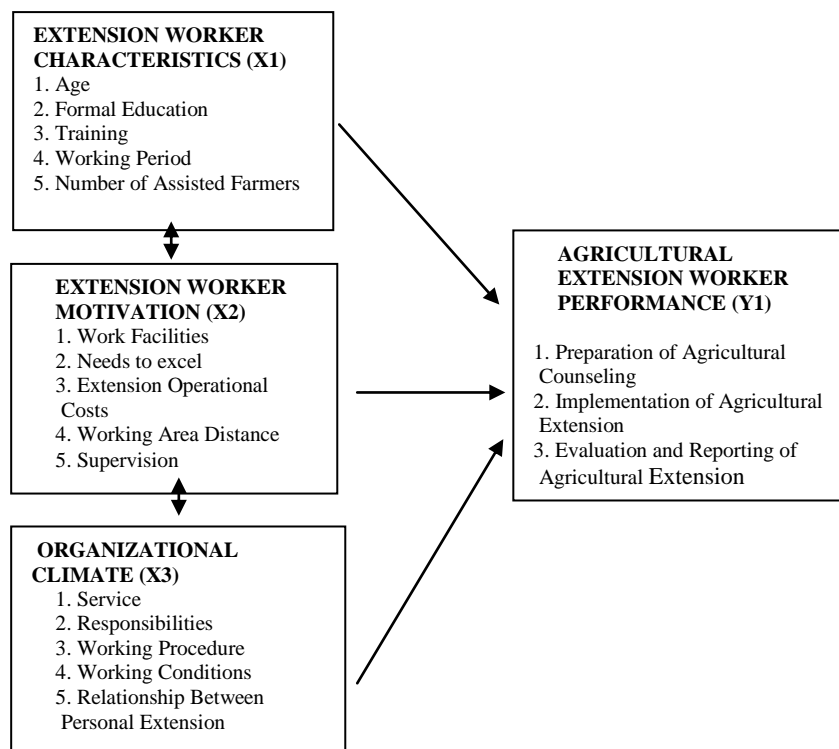 EXTENSION WORKER
CHARACTERISTICS (X1)
1. Age
2. Formal Education
3. Training
4. Working Period
5. Number of Assisted Farmers
EXTENSION WORKER
MOTIVATION (X2)
1. Work Facilities
2. Needs to excel
3. Extension Operational
Costs
4. Working Area Distance
5. Supervision
ORGANIZATIONAL
CLIMATE (X3)
1. Service
2. Responsibilities
3. Working Procedure
4. Working Conditions
5. Relationship Between
Personal Extension
AGRICULTURAL
EXTENSION WORKER
PERFORMANCE (Y1)
1. Preparation of Agricultural
Counseling
2. Implementation of Agricultural
Extension
3. Evaluation and Reporting of
Agricultural Extension